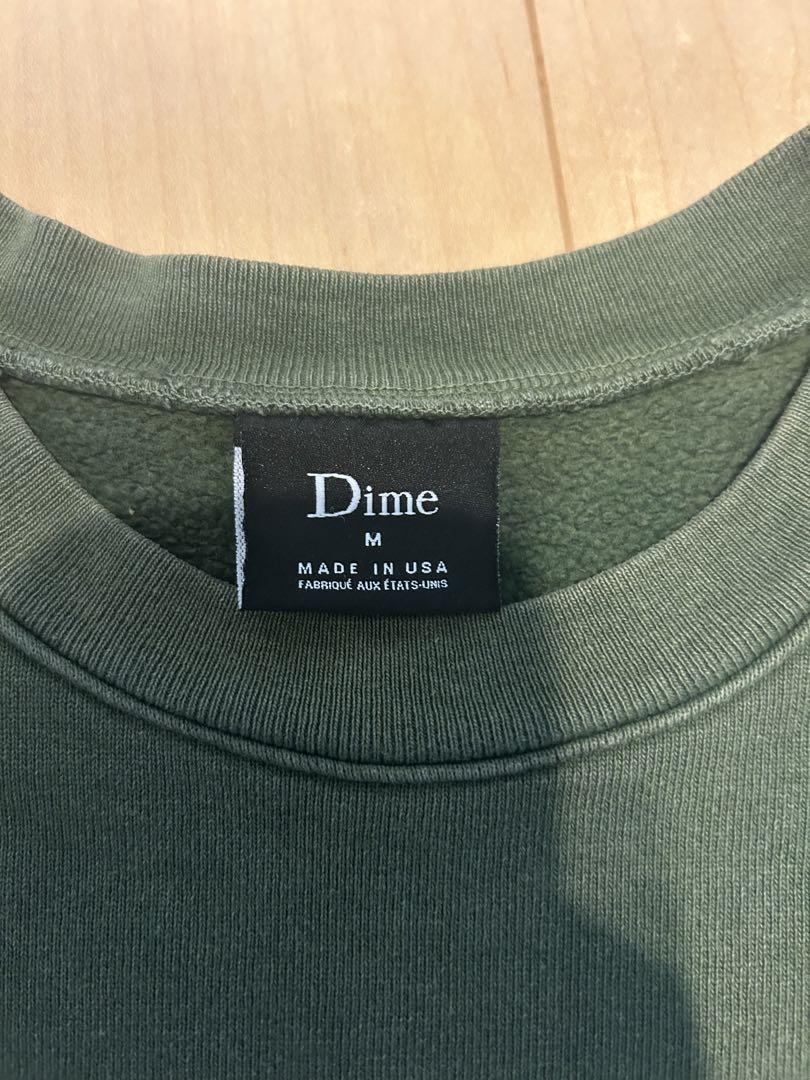 Dime
M
MADE IN USA
FABRIQUÉ AUX ÉTATS-UNIS